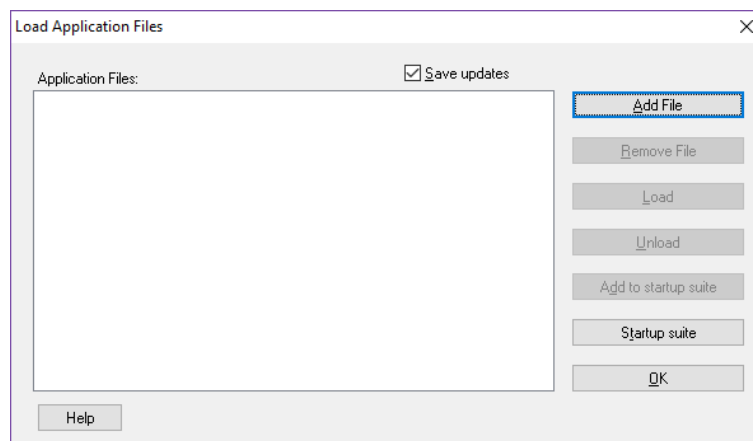 Load Application Files
Application Files:
Save updates
Add File
Remove File
Load
Unload
Add to startup suite
Startup suite
OK
Help